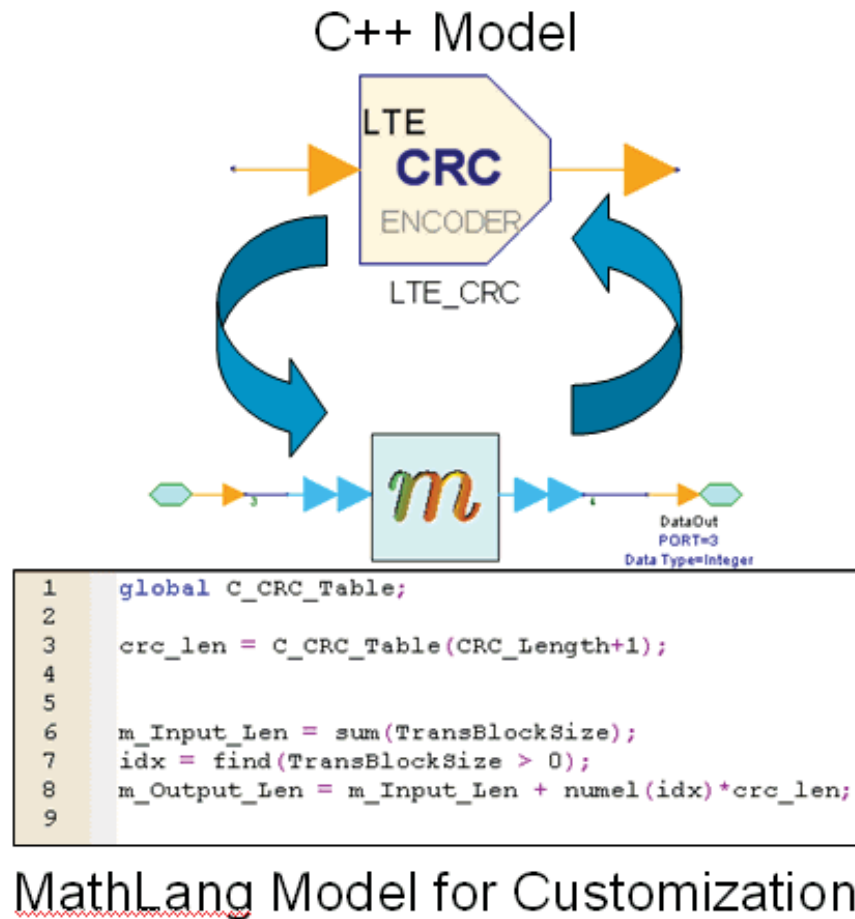 C++ Model
LTE
CRC
ENCODER
LTE_CRC
m
DataOut
PORT=3
Data Type=Integer
1 global C_CRC_Table;
2
3 crc_len = C_CRC_Table(CRC_Length+1);
4
5
6 m_Input_Len = sum(TransBlockSize);
7 idx = find(TransBlockSize > 0);
8 m_Output_Len = m_Input_Len + numel(idx)*crc_len;
9
MathLang Model for Customization